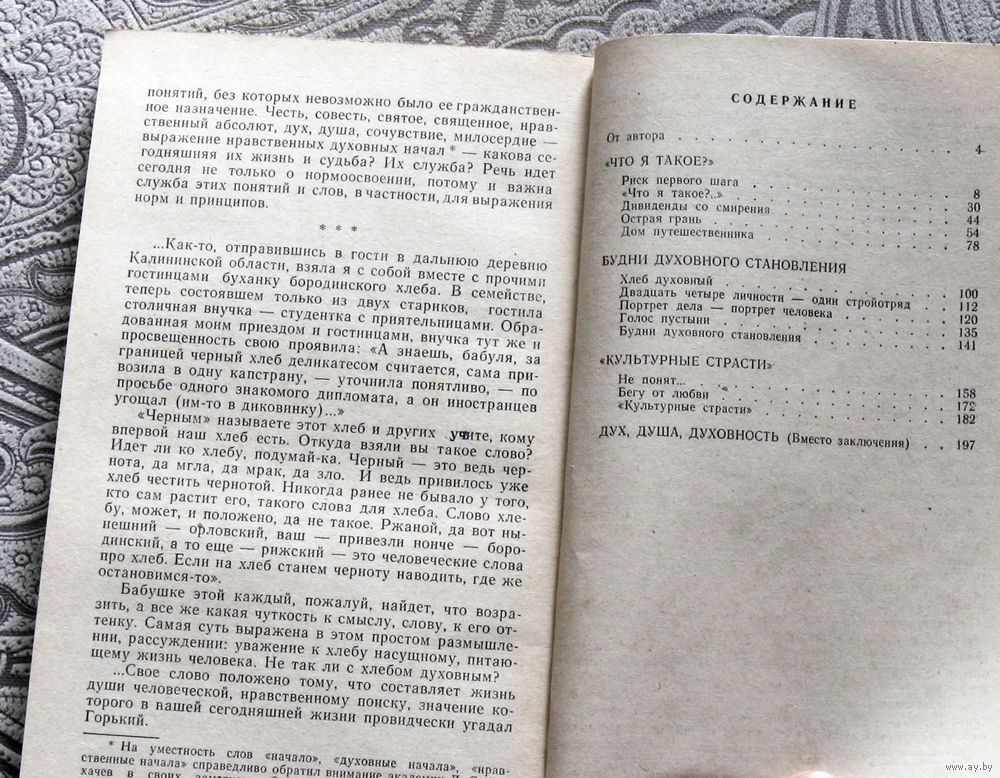 понятий, без которых невозможно было ее гражданствен-
ное назначение. Честь, совесть, святое, священное, нрав-
ственный абсолют, дух, душа, сочувствие, милосердие —
выражение нравственных духовных начал * — какова се-
годняшняя их жизнь и судьба? Их служба? Речь идет
сегодня не только о нормоосвоении, потому и важна
служба этих понятий и слов, в частности, для выражения
норм и принципов.
* * *
...Как-то, отправившись в гости в дальнюю деревню
Калининской области, взяла я с собой вместе с прочими
гостинцами буханку бородинского хлеба. В семействе,
теперь состоявшем только из двух стариков, гостила
столичная внучка — студентка с приятельницами. Обра-
дованная моим приездом и гостинцами, внучка тут же и
просвещенность свою проявила: «А знаешь, бабуля, за
границей черный хлеб деликатесом считается, сама при-
возила в одну капстрану, — уточнила понятливо, — по
просьбе одного знакомого дипломата, а он иностранцев
угощал (им-то в диковинку)...»
«Черным» называете этот хлеб и других учите, кому
впервой наш хлеб есть. Откуда взяли вы такое слово?
Идет ли ко хлебу, подумай-ка. Черный — это ведь чер-
нота, да мгла, да мрак, да зло. И ведь привилось уже
хлеб честить чернотой. Никогда ранее не бывало у того,
кто сам растит его, такого слова для хлеба. Слово хле-
бу, может, и положено, да не такое. Ржаной, да вот ны-
нешний — орловский, ваш — привезли нонче — боро-
динский, а то еще — рижский — это человеческие слова
про хлеб. Если на хлеб станем черноту наводить, где же
остановимся-то».
Бабушке этой каждый, пожалуй, найдет, что возра-
зить, а все же какая чуткость к смыслу, слову, к его от-
тенку. Самая суть выражена в этом простом размышле-
нии, рассуждении: уважение к хлебу насущному, питаю-
щему жизнь человека. Не так ли с хлебом духовным?
...Свое слово положено тому, что составляет жизнь
души человеческой, нравственному поиску, значение ко-
торого в вашей сегодняшней жизни провидчески угадал
Горький.
* На уместность слов «начало», «духовные начала», «нрав-
ственные начала» справедливо обратил внимание академик
хачев в своих
СОДЕРЖАНИЕ
От автора . . . . . . . . . . . . . . 4
«ЧТО Я ТАКОЕ?»
Риск первого шага . . . . . . . . . . 8
«Что я такое?..» . . . . . . . . . . 30
Дивиденды со смирения . . . . . . . . 44
Острая грань . . . . . . . . . . . . 54
Дом путешественника . . . . . . . . . 78
БУДНИ ДУХОВНОГО СТАНОВЛЕНИЯ
Хлеб духовный . . . . . . . . . . . 100
Двадцать четыре личности — один стройотряд . . 112
Портрет дела — портрет человека . . . . . 120
Голос пустыни . . . . . . . . . . . 135
Будни духовного становления . . . . . . 141
«КУЛЬТУРНЫЕ СТРАСТИ»
Не понят... . . . . . . . . . . . . 158
Бегу от любви . . . . . . . . . . . 172
«Культурные страсти» . . . . . . . . 182
ДУХ, ДУША, ДУХОВНОСТЬ (Вместо заключения) . . 197
www.ay.by